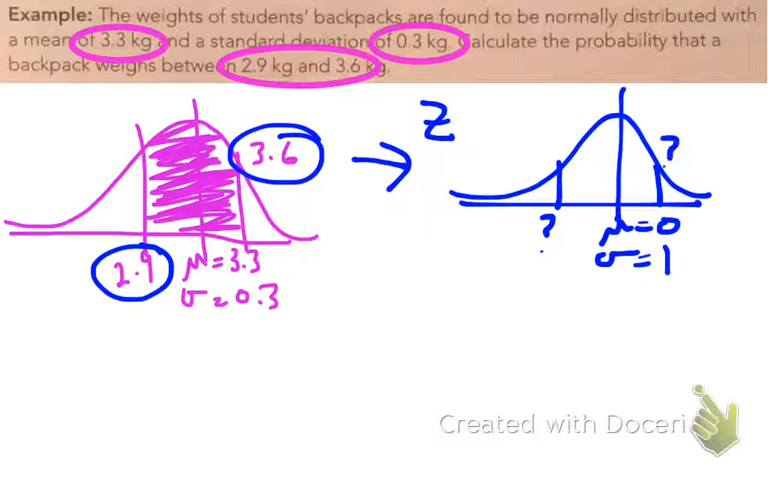 Example: The weights of students' backpacks are found to be normally distributed with
a mean of 3.3 kg and a standard deviation of 0.3 kg. Calculate the probability that a
backpack weighs between 2.9 kg and 3.6 kg.
3.6
2.9
μ = 3.3
σ = 0.3
Z
?
?
μ = 0
σ = 1
Created with Doceri